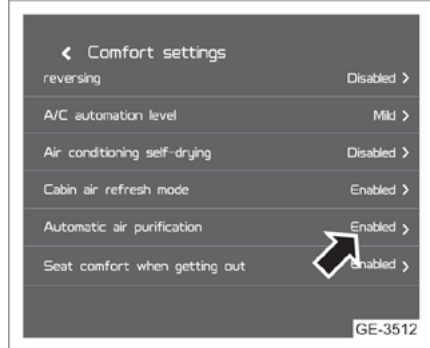 Comfort settings
reversing Disabled
A/C automation level Mild
Air conditioning self-drying Disabled
Cabin air refresh mode Enabled
Automatic air purification Enabled
Seat comfort when getting out Enabled
GE-3512